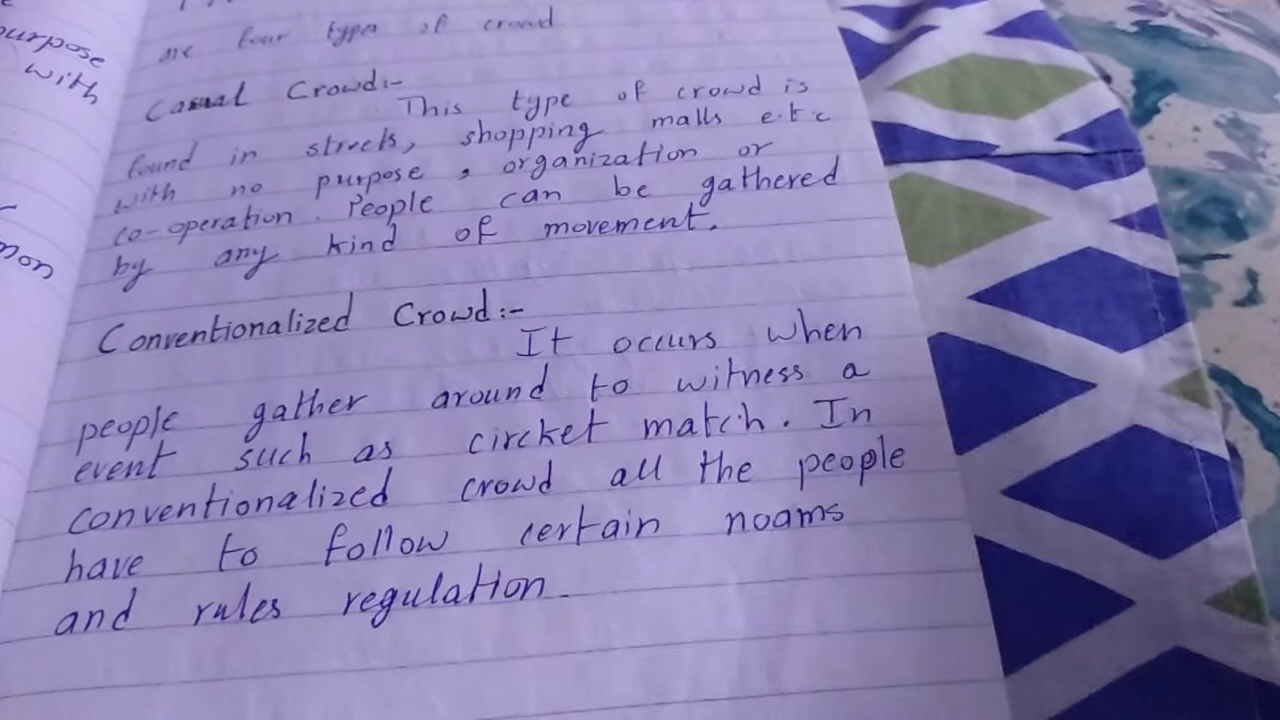 purpose
with
are four types of crowd
Casual Crowd:-
This type of crowd is
found in streets, shopping malls e.t.c
with no purpose, organization or
co-operation. People can be gathered
by any kind of movement.
Conventionalized Crowd:-
It occurs when
people gather around to witness a
event such as circket match. In
conventionalized crowd all the people
have to follow certain noams
and rules regulation.